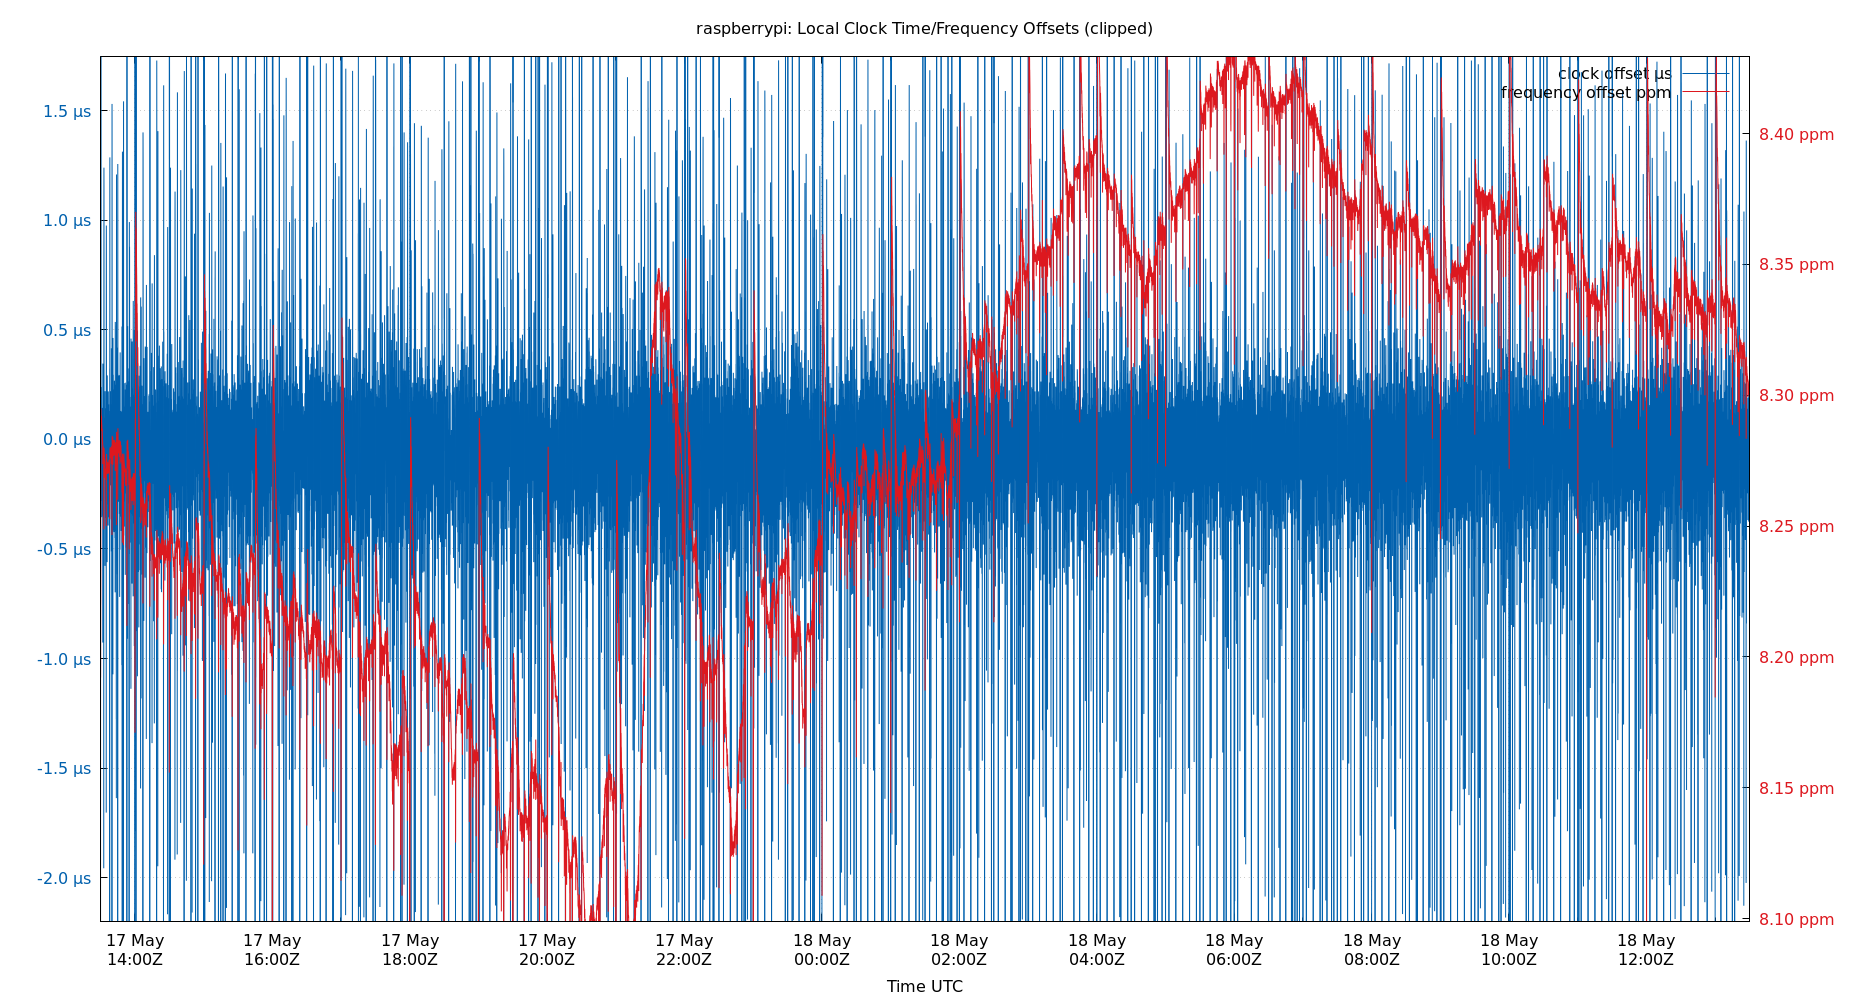 raspberrypi: Local Clock Time/Frequency Offsets (clipped)
clock offset µs
frequency offset ppm
1.5 µs
1.0 µs
0.5 µs
0.0 µs
-0.5 µs
-1.0 µs
-1.5 µs
-2.0 µs
8.40 ppm
8.35 ppm
8.30 ppm
8.25 ppm
8.20 ppm
8.15 ppm
8.10 ppm
17 May 17 May 17 May 17 May 17 May 18 May 18 May 18 May 18 May 18 May 18 May 18 May
14:00Z 16:00Z 18:00Z 20:00Z 22:00Z 00:00Z 02:00Z 04:00Z 06:00Z 08:00Z 10:00Z 12:00Z
Time UTC